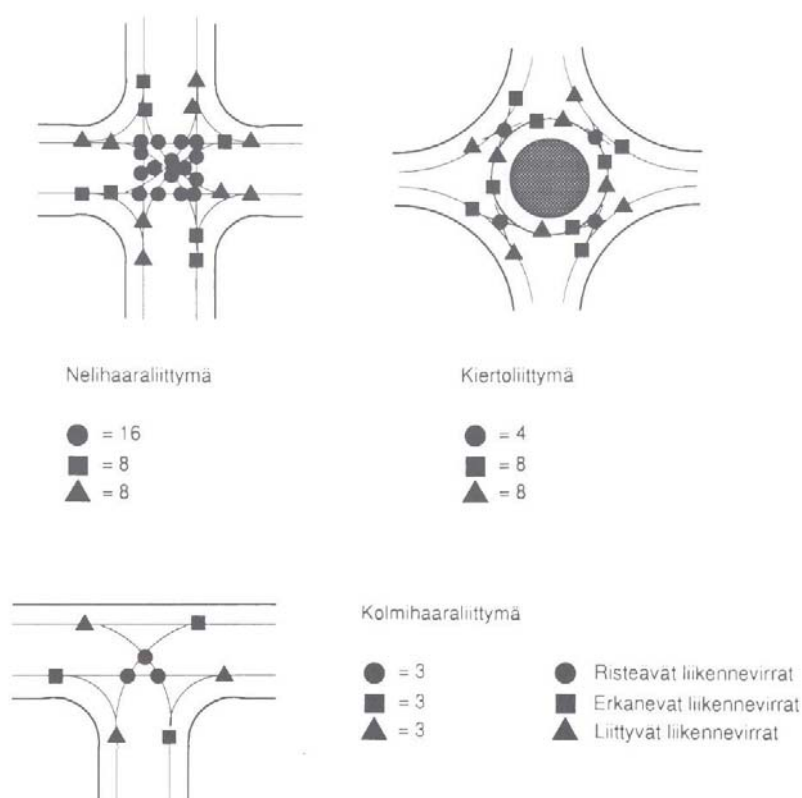 Nelihaaraliittymä
= 16
= 8
= 8
Kiertoliittymä
= 4
= 8
= 8
Kolmihaaraliittymä
= 3
= 3
= 3
Risteävät liikennevirrat
Erkanevat liikennevirrat
Liittyvät liikennevirrat